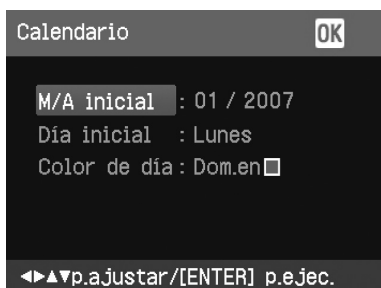 Calendario OK
M/A inicial : 01 / 2007
Día inicial : Lunes
Color de día : Dom.en
◀▶▲▼p.ajustar/[ENTER] p.ejec.